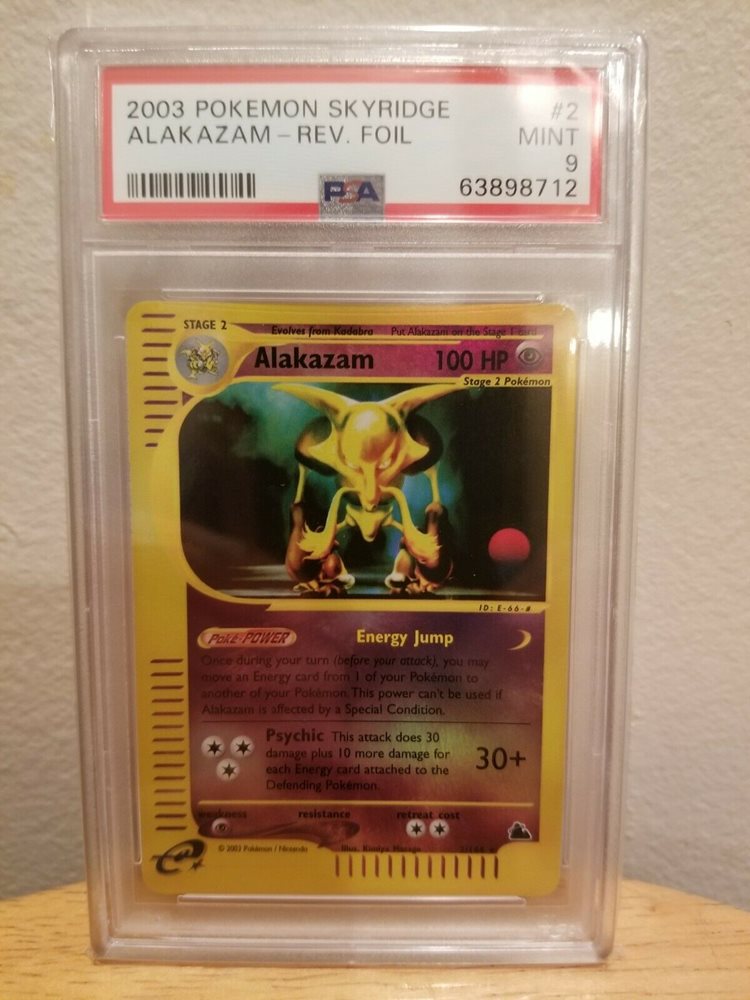 2003 POKEMON SKYRIDGE #2
ALAKAZAM – REV. FOIL MINT
9
PSA 63898712
STAGE 2 Evolves from Kadabra Put Alakazam on the Stage 1 card
Alakazam 100 HP
Stage 2 Pokémon
ID: E-66-#
Poké-POWER Energy Jump
Once during your turn (before your attack), you may
move an Energy card from 1 of your Pokémon to
another of your Pokémon. This power can't be used if
Alakazam is affected by a Special Condition.
Psychic This attack does 30
damage plus 10 more damage for
each Energy card attached to the
Defending Pokémon.
30+
weakness resistance retreat cost
© 2003 Pokémon / Nintendo Illus. Kimiya Masago
e